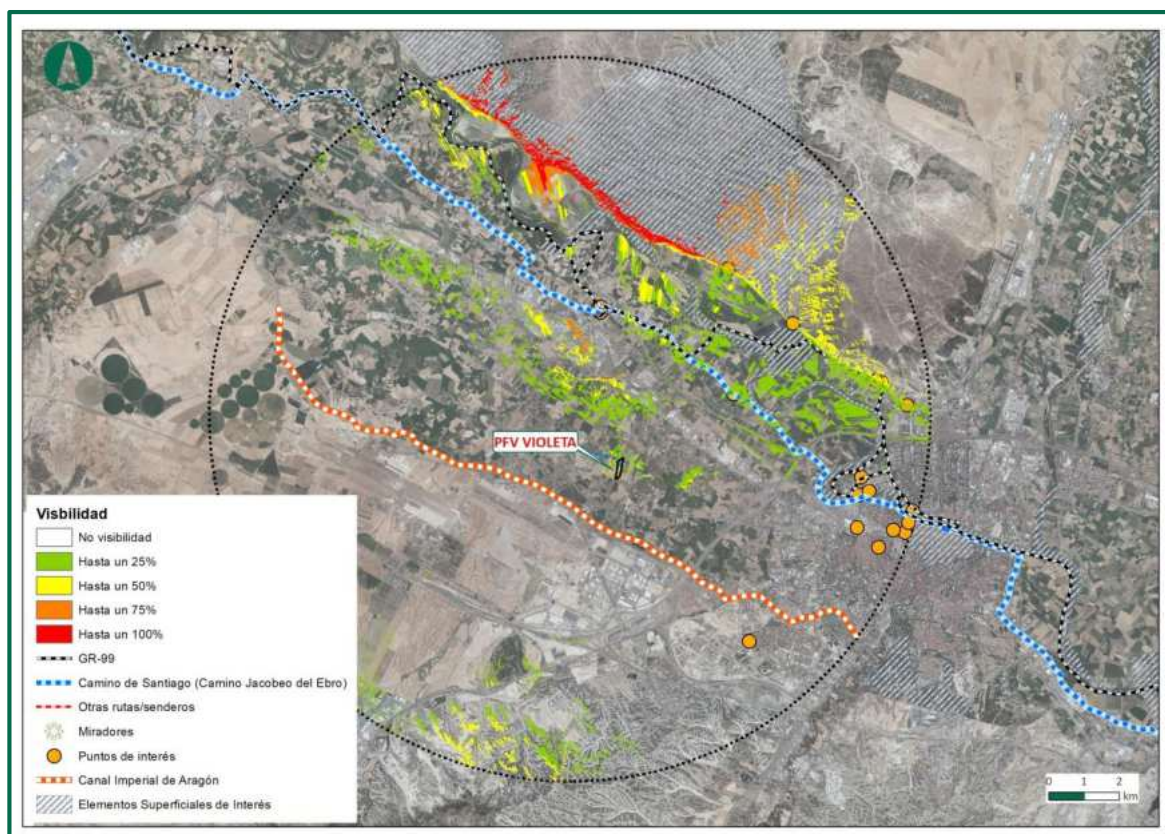 PFV VIOLETA
Visbilidad
No visibilidad
Hasta un 25%
Hasta un 50%
Hasta un 75%
Hasta un 100%
GR-99
Camino de Santiago (Camino Jacobeo del Ebro)
Otras rutas/senderos
Miradores
Puntos de interés
Canal Imperial de Aragón
Elementos Superficiales de Interés
0 1 2
km